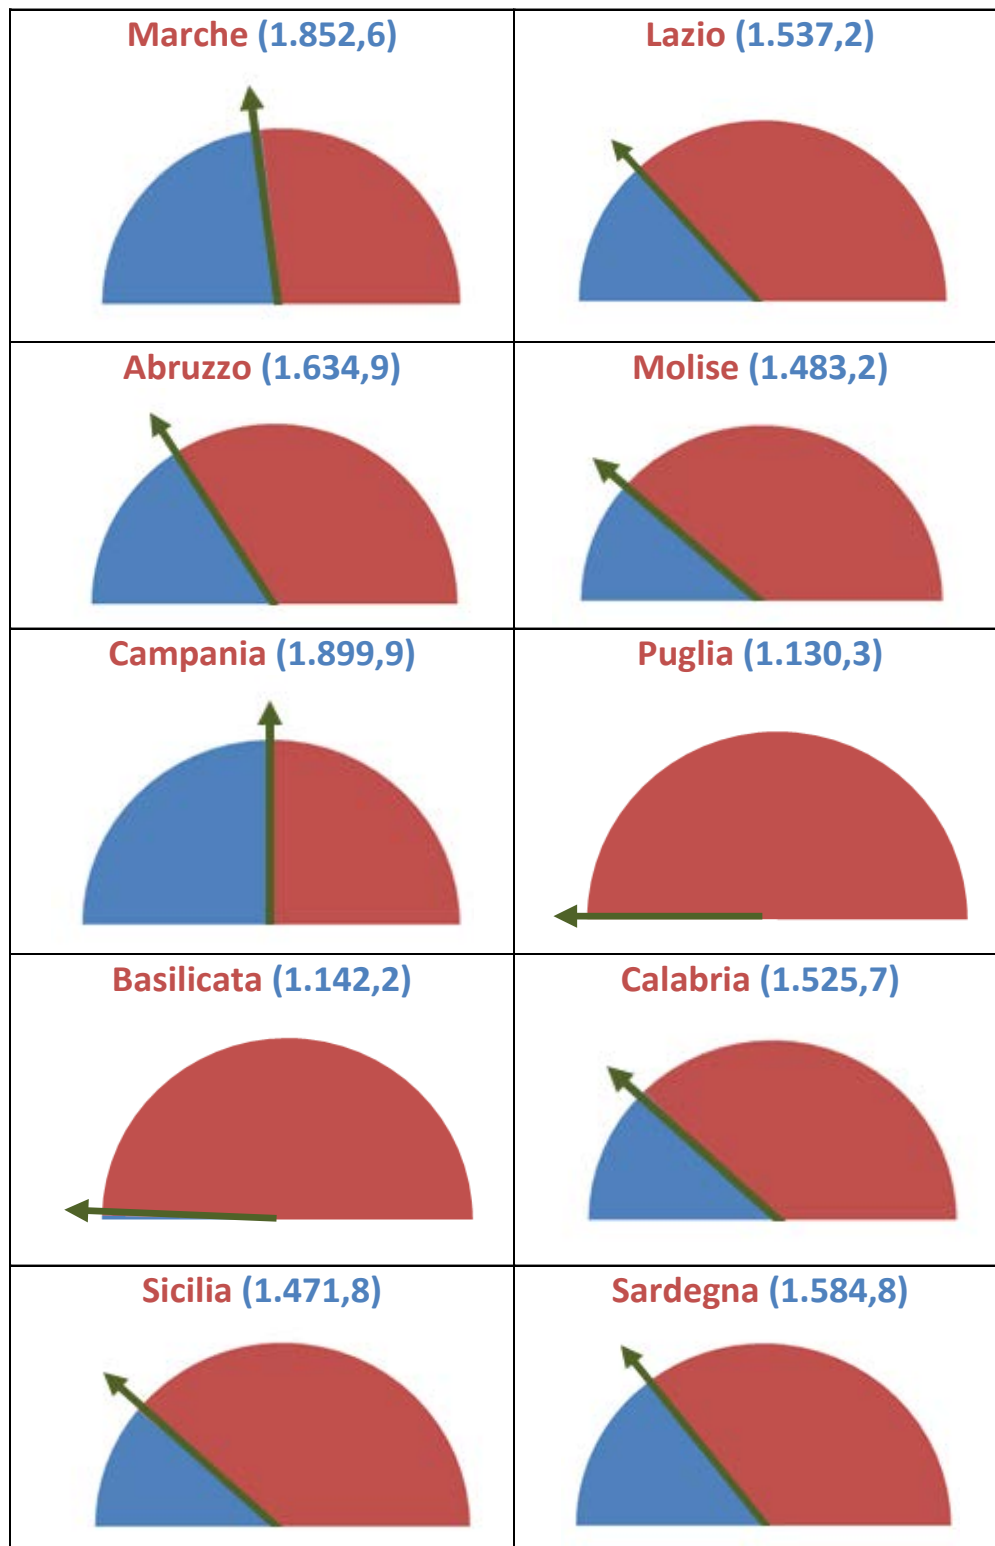 Marche (1.852,6)
Lazio (1.537,2)
Abruzzo (1.634,9)
Molise (1.483,2)
Campania (1.899,9)
Puglia (1.130,3)
Basilicata (1.142,2)
Calabria (1.525,7)
Sicilia (1.471,8)
Sardegna (1.584,8)